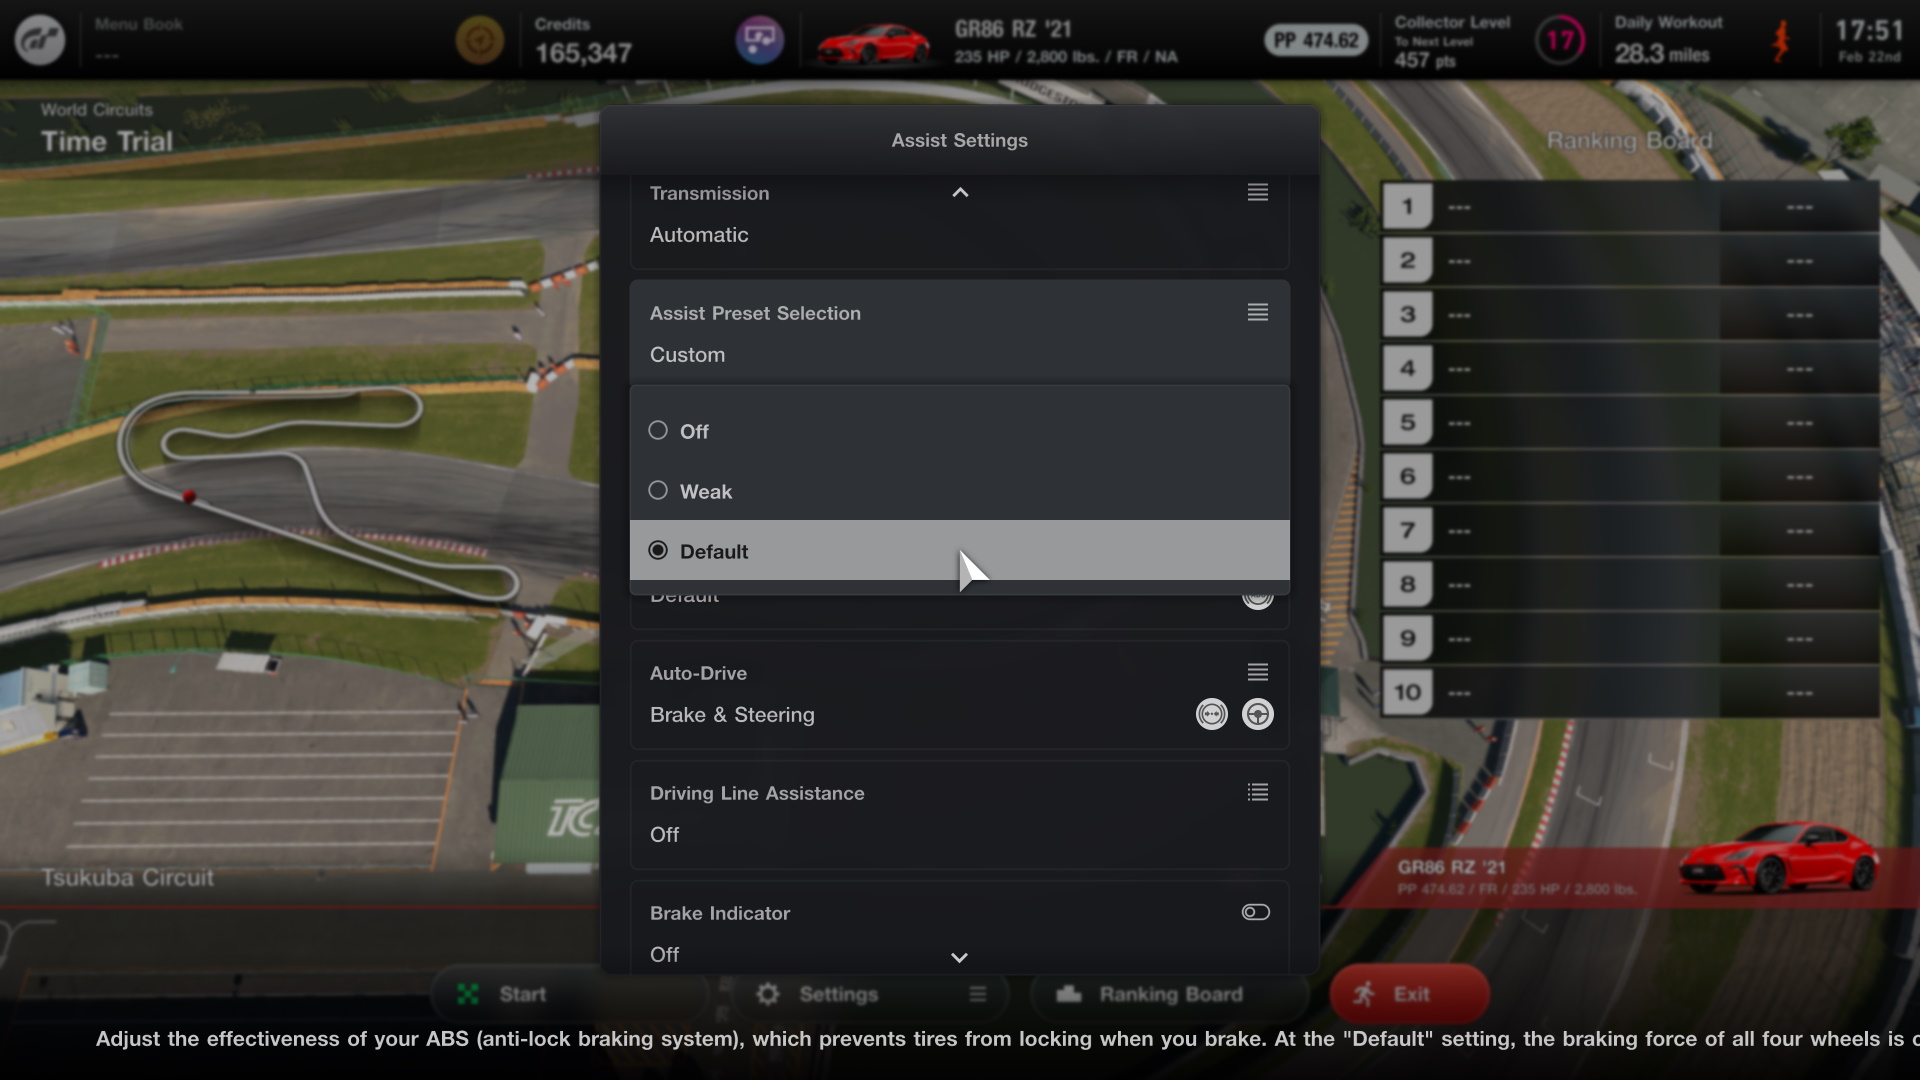 Menu Book
---
Credits
165,347
GR86 RZ '21
235 HP / 2,800 lbs. / FR / NA
PP 474.62
Collector Level
To Next Level
457 pts
17
Daily Workout
28.3 miles
17:51
Feb 22nd
World Circuits
Time Trial
Assist Settings
Ranking Board
Transmission
Automatic
Assist Preset Selection
Custom
Off
Weak
Default
Default
Auto-Drive
Brake & Steering
Driving Line Assistance
Off
Brake Indicator
Off
1 --- ---
2 --- ---
3 --- ---
4 --- ---
5 --- ---
6 --- ---
7 --- ---
8 --- ---
9 --- ---
10 --- ---
Tsukuba Circuit
GR86 RZ '21
PP 474.62 / FR / 235 HP / 2,800 lbs.
Start
Settings
Ranking Board
Exit
Adjust the effectiveness of your ABS (anti-lock braking system), which prevents tires from locking when you brake. At the "Default" setting, the braking force of all four wheels is